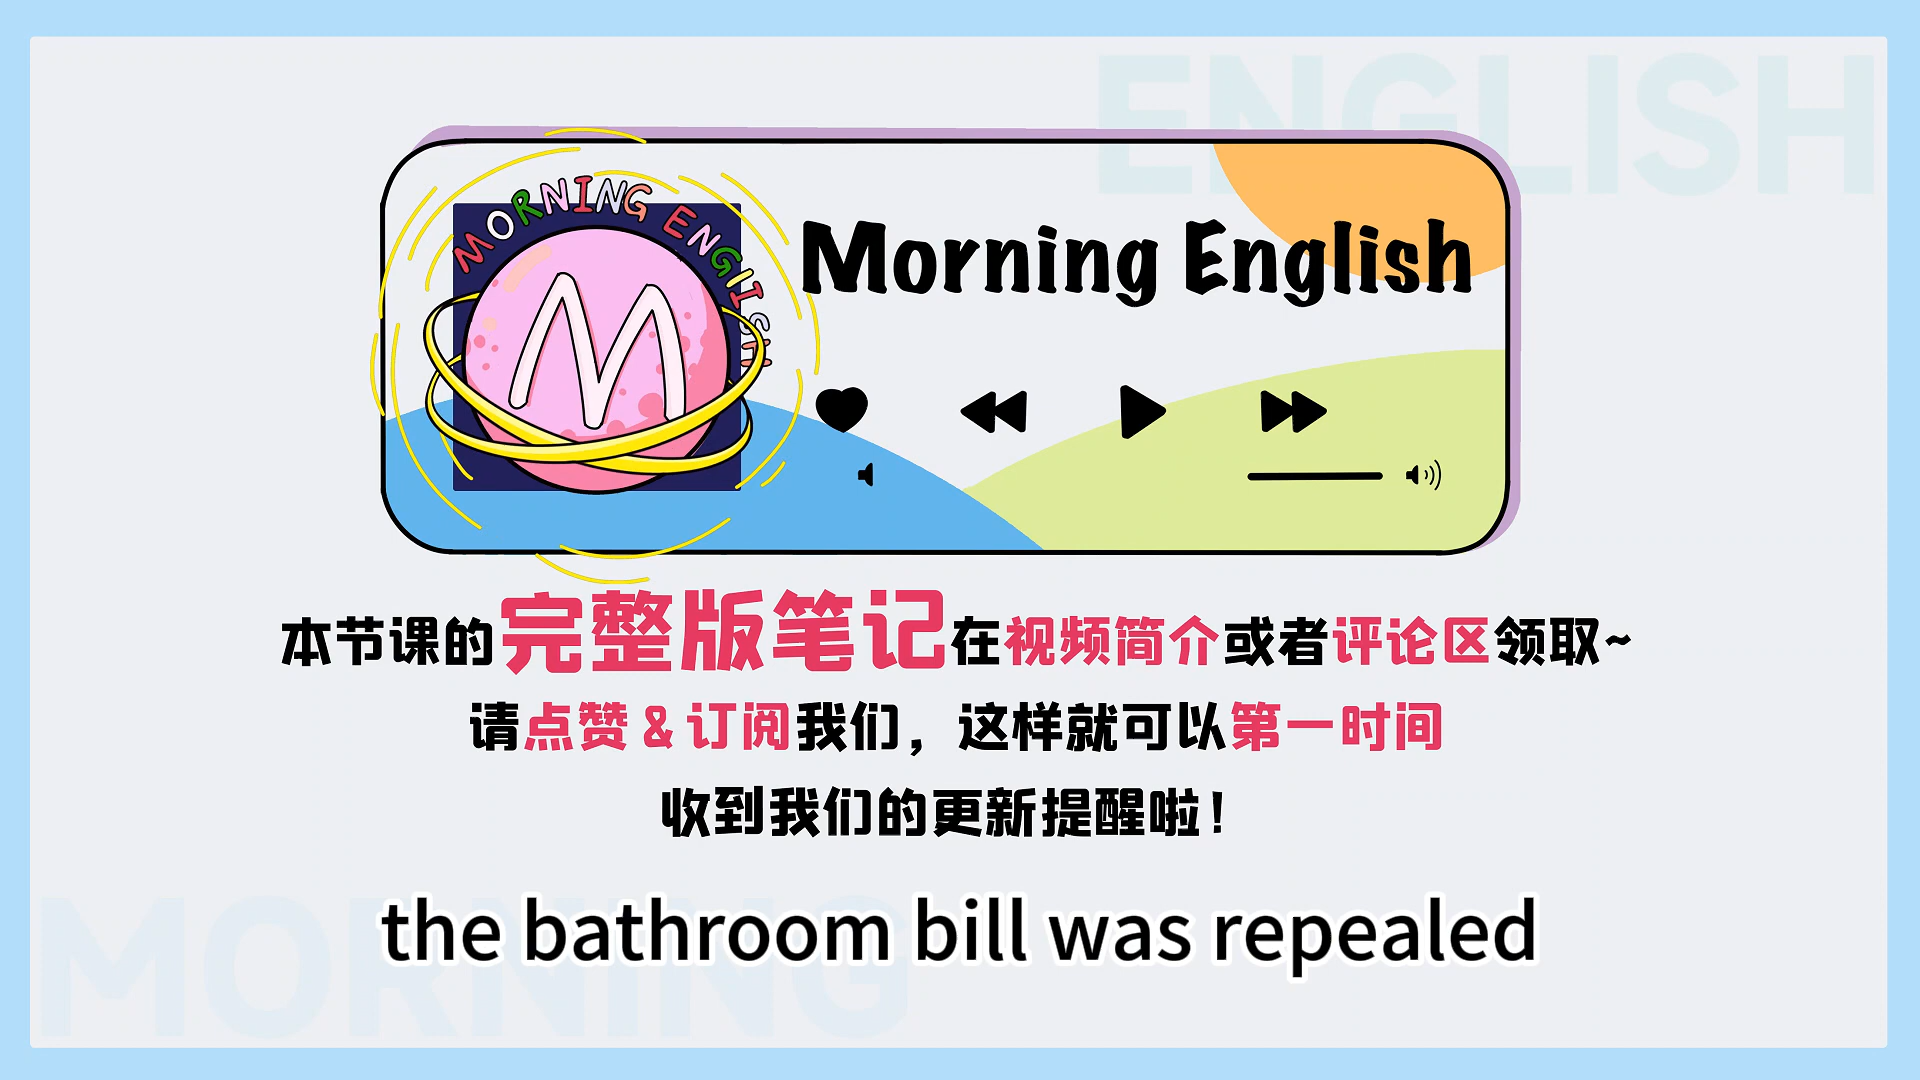 ENGLISH
MORNING ENGLISH
M
Morning English
本节课的完整版笔记在视频简介或者评论区领取~
请点赞&订阅我们，这样就可以第一时间
收到我们的更新提醒啦！
the bathroom bill was repealed
MORNING